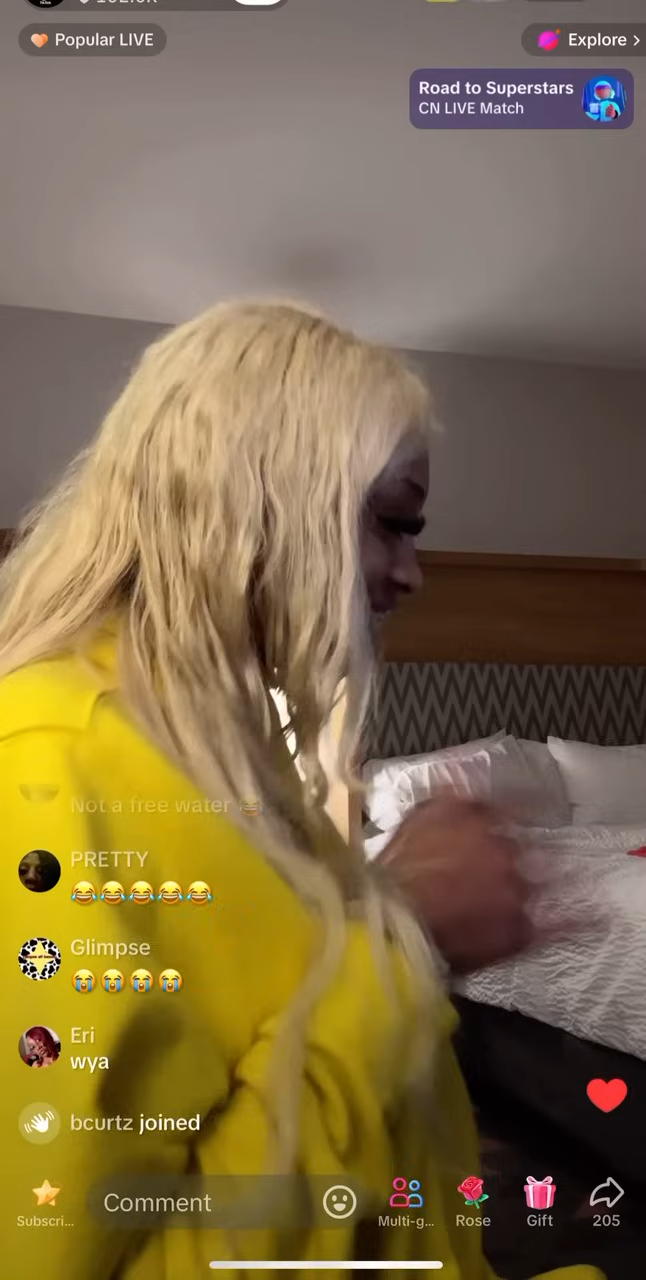 Popular LIVE
Explore >
Road to Superstars
CN LIVE Match
Not a free water 😂
PRETTY
😂😂😂😂😂
Glimpse
😭😭😭😭
Eri
wya
bcurtz joined
Comment
Subscri...
Multi-g...
Rose
Gift
205